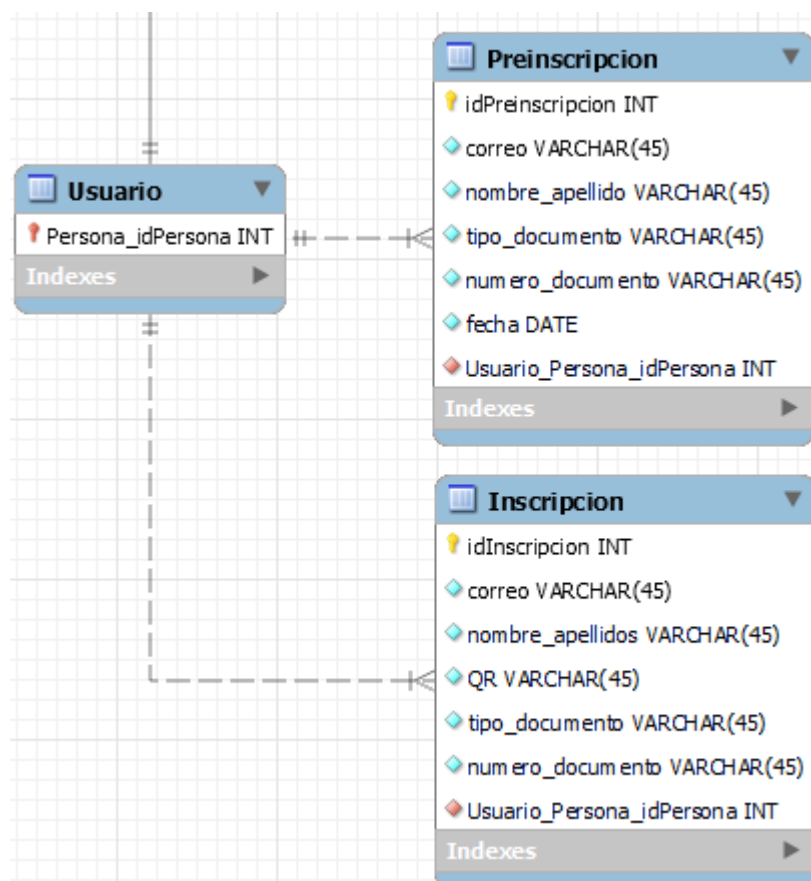 Usuario
Persona_idPersona INT
Indexes
Preinscripcion
idPreinscripcion INT
correo VARCHAR(45)
nombre_apellido VARCHAR(45)
tipo_documento VARCHAR(45)
numero_documento VARCHAR(45)
fecha DATE
Usuario_Persona_idPersona INT
Indexes
Inscripcion
idInscripcion INT
correo VARCHAR(45)
nombre_apellidos VARCHAR(45)
QR VARCHAR(45)
tipo_documento VARCHAR(45)
numero_documento VARCHAR(45)
Usuario_Persona_idPersona INT
Indexes